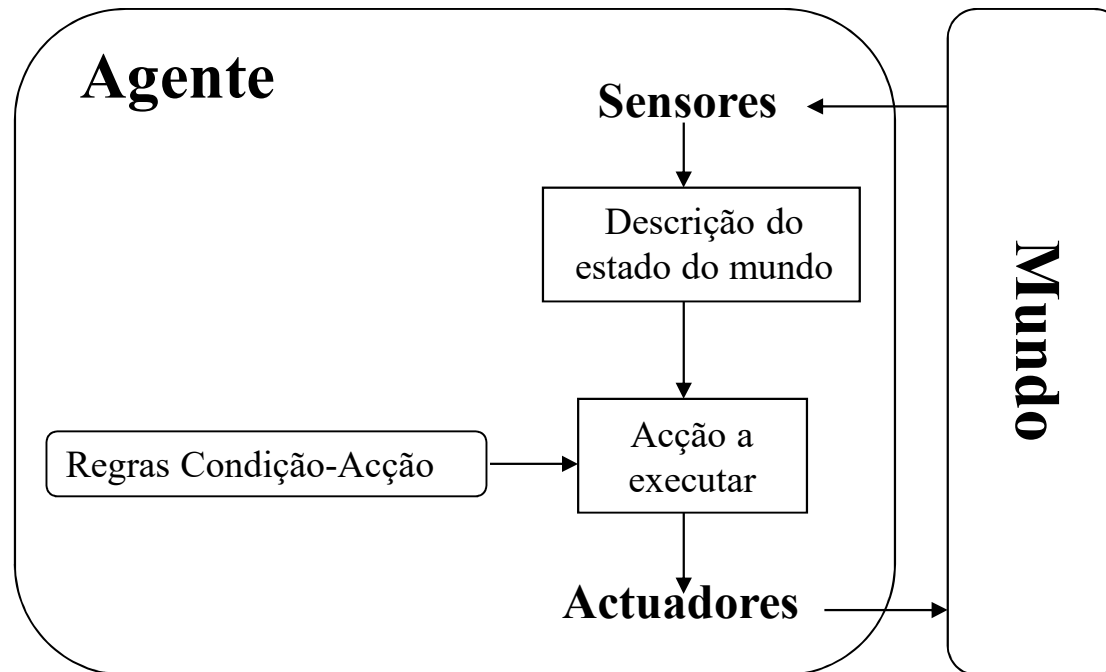 Agente
Sensores
Descrição do
estado do mundo
Mundo
Regras Condição-Acção
Acção a
executar
Actuadores